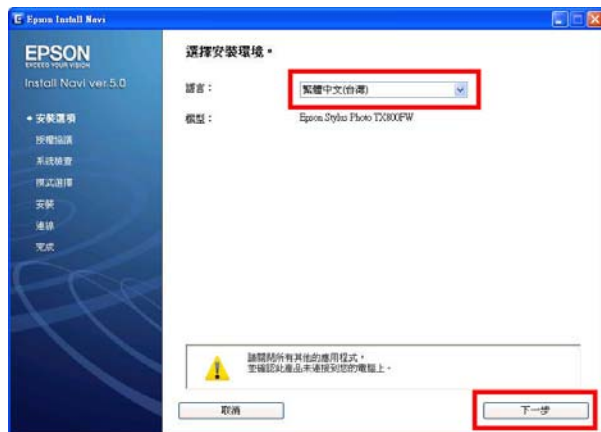 Epson Install Navi
EPSON
EXCEED YOUR VISION
Install Navi ver.5.0
安裝選項
授權協議
系統檢查
模式選擇
安裝
連線
完成
選擇安裝環境。
語言：
繁體中文(台灣)
模型：
Epson Stylus Photo TX800FW
請關閉所有其他的應用程式。
並確認此產品未連接到您的電腦上。
取消
下一步